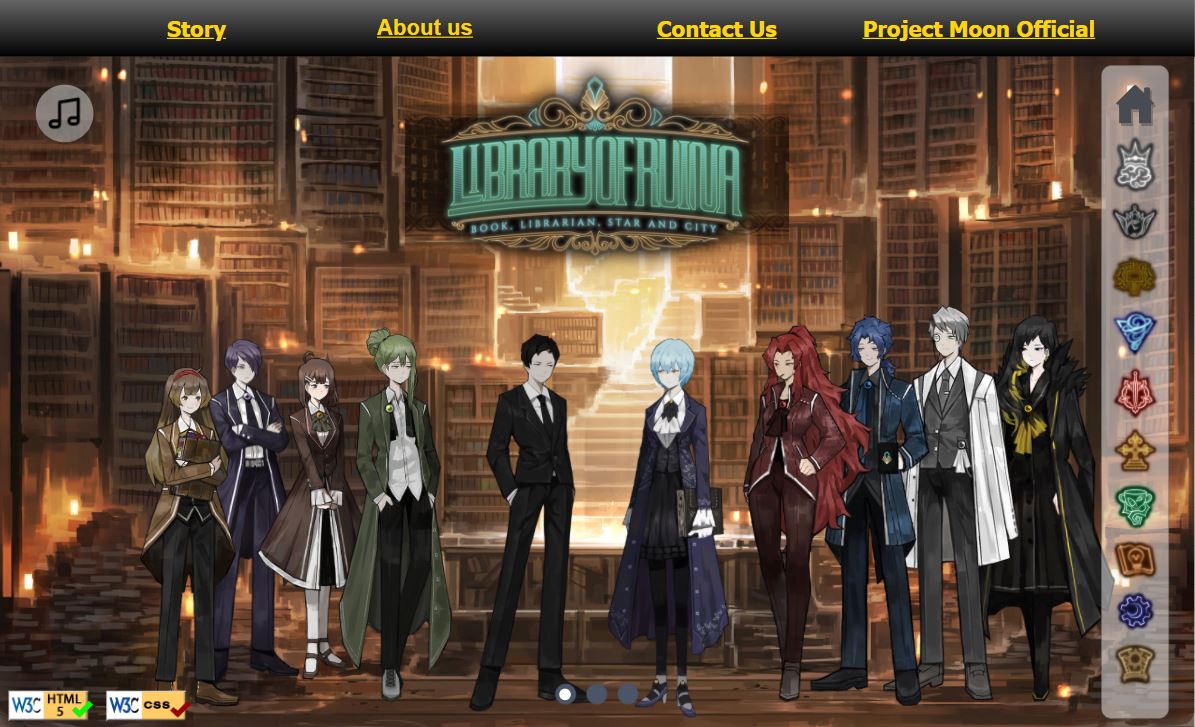 Story
About us
Contact Us
Project Moon Official
LIBRARY OF RUINA
BOOK, LIBRARIAN, STAR AND CITY
W3C HTML 5
W3C css